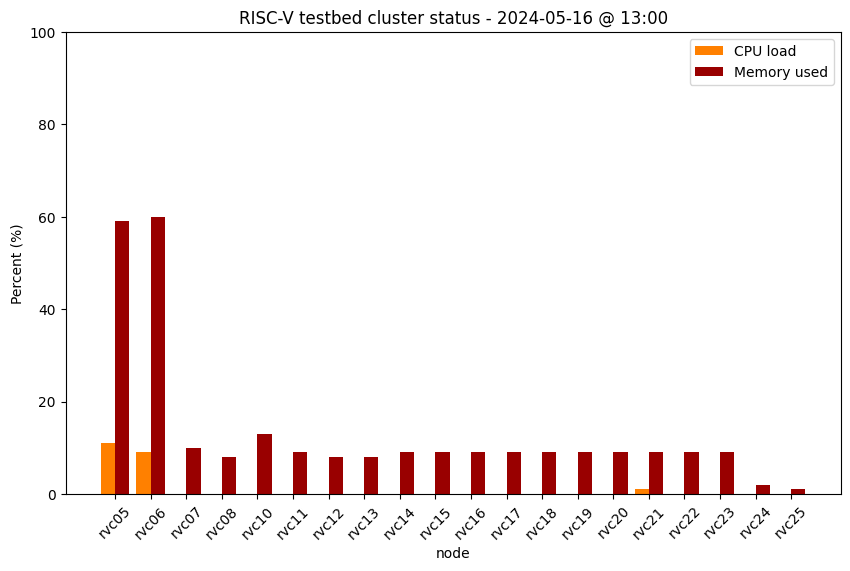 RISC-V testbed cluster status - 2024-05-16 @ 13:00
CPU load
Memory used
Percent (%)
100
80
60
40
20
0
rvc05 rvc06 rvc07 rvc08 rvc10 rvc11 rvc12 rvc13 rvc14 rvc15 rvc16 rvc17 rvc18 rvc19 rvc20 rvc21 rvc22 rvc23 rvc24 rvc25
node